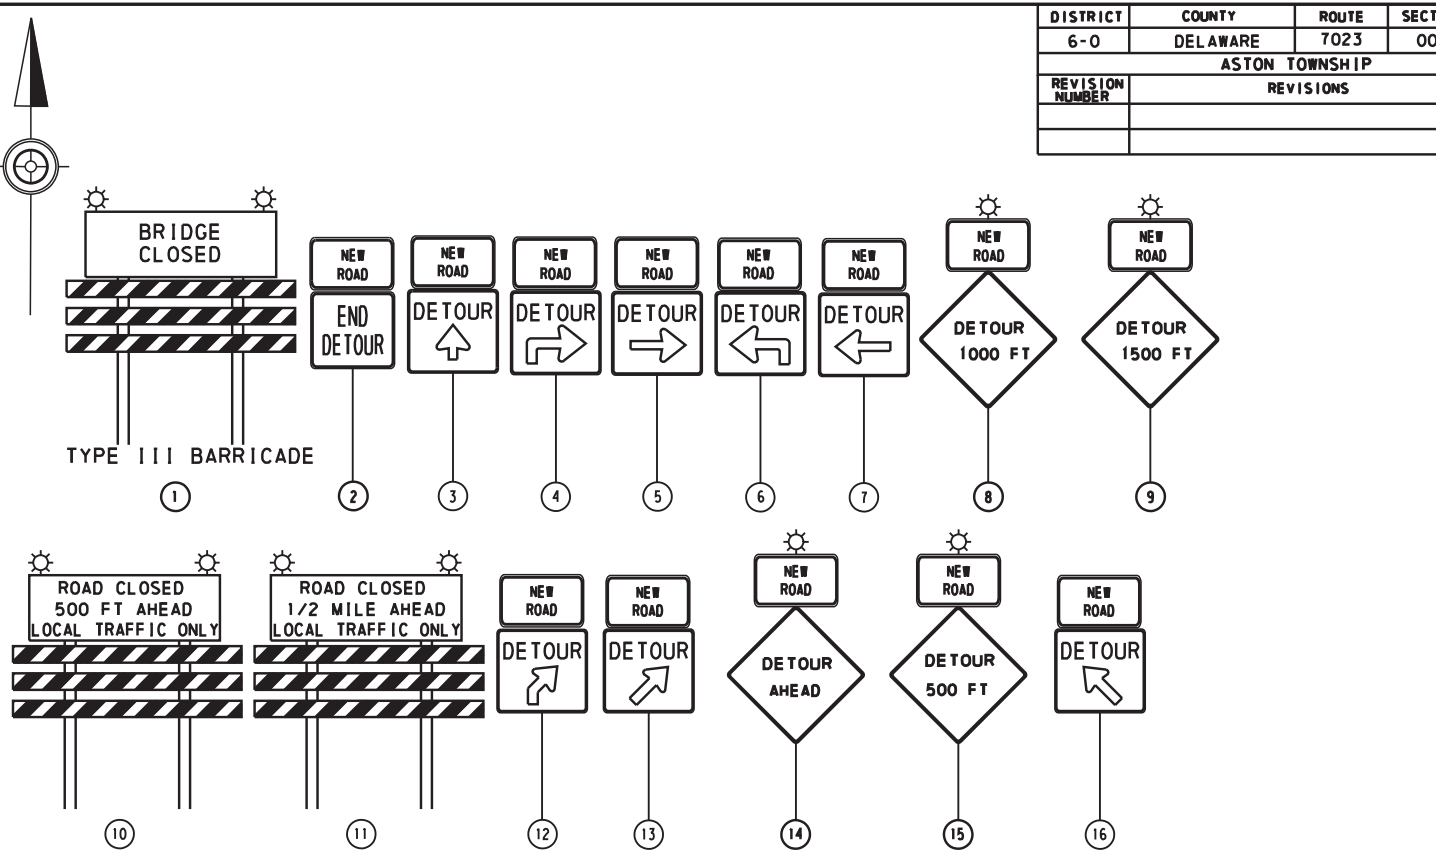 DISTRICT COUNTY ROUTE
6-0 DELAWARE 7023
ASTON TOWNSHIP
REVISION NUMBER REVISIONS
BRIDGE
CLOSED
TYPE III BARRICADE
1
NEW
ROAD
END
DETOUR
2
NEW
ROAD
DETOUR
3
NEW
ROAD
DETOUR
4
NEW
ROAD
DETOUR
5
NEW
ROAD
DETOUR
6
NEW
ROAD
DETOUR
7
NEW
ROAD
DETOUR
1000 FT
8
NEW
ROAD
DETOUR
1500 FT
9
ROAD CLOSED
500 FT AHEAD
LOCAL TRAFFIC ONLY
10
ROAD CLOSED
1/2 MILE AHEAD
LOCAL TRAFFIC ONLY
11
NEW
ROAD
DETOUR
12
NEW
ROAD
DETOUR
13
NEW
ROAD
DETOUR
AHEAD
14
NEW
ROAD
DETOUR
500 FT
15
NEW
ROAD
DETOUR
16